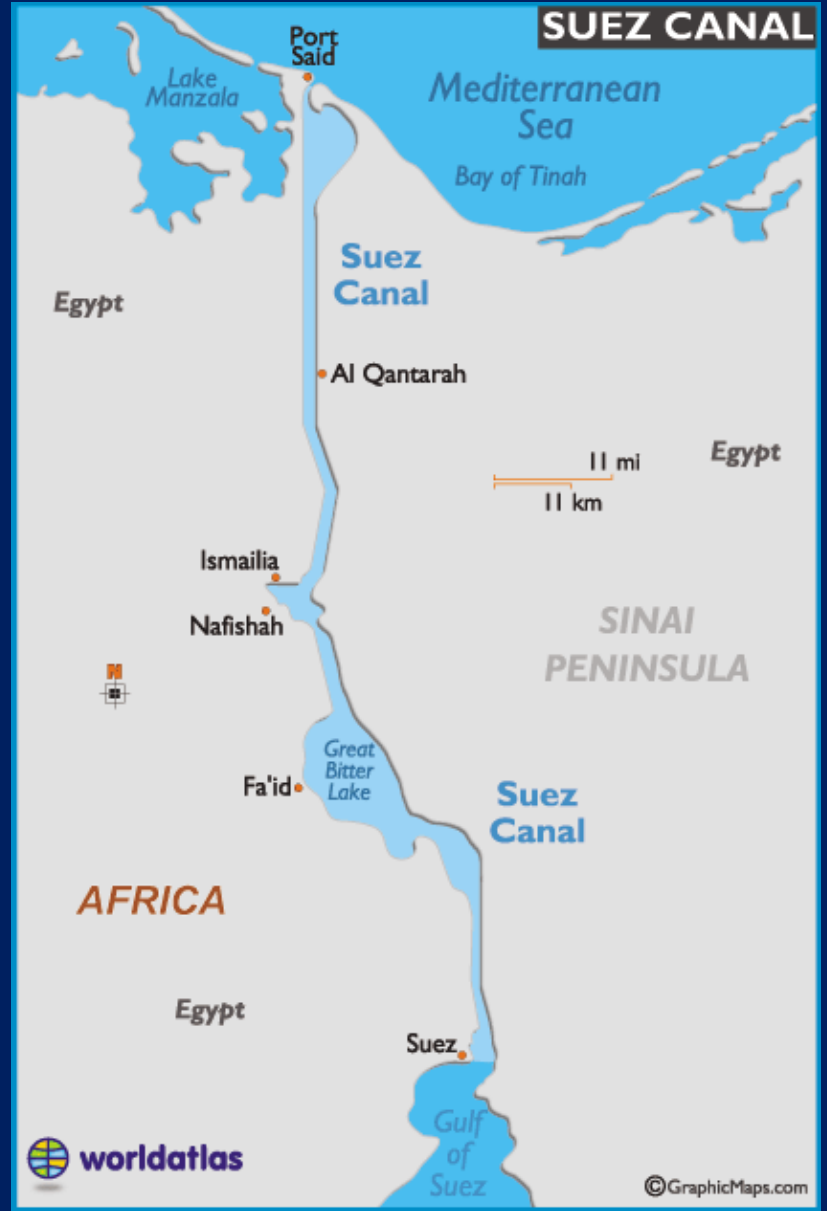 SUEZ CANAL
Port
Said
Lake
Manzala
Mediterranean
Sea
Bay of Tinah
Suez
Canal
Egypt
Al Qantarah
Egypt
11 mi
11 km
Ismailia
Nafishah
SINAI
PENINSULA
N
Great
Bitter
Lake
Fa'id
Suez
Canal
AFRICA
Egypt
Suez
Gulf
of
Suez
worldatlas
©GraphicMaps.com